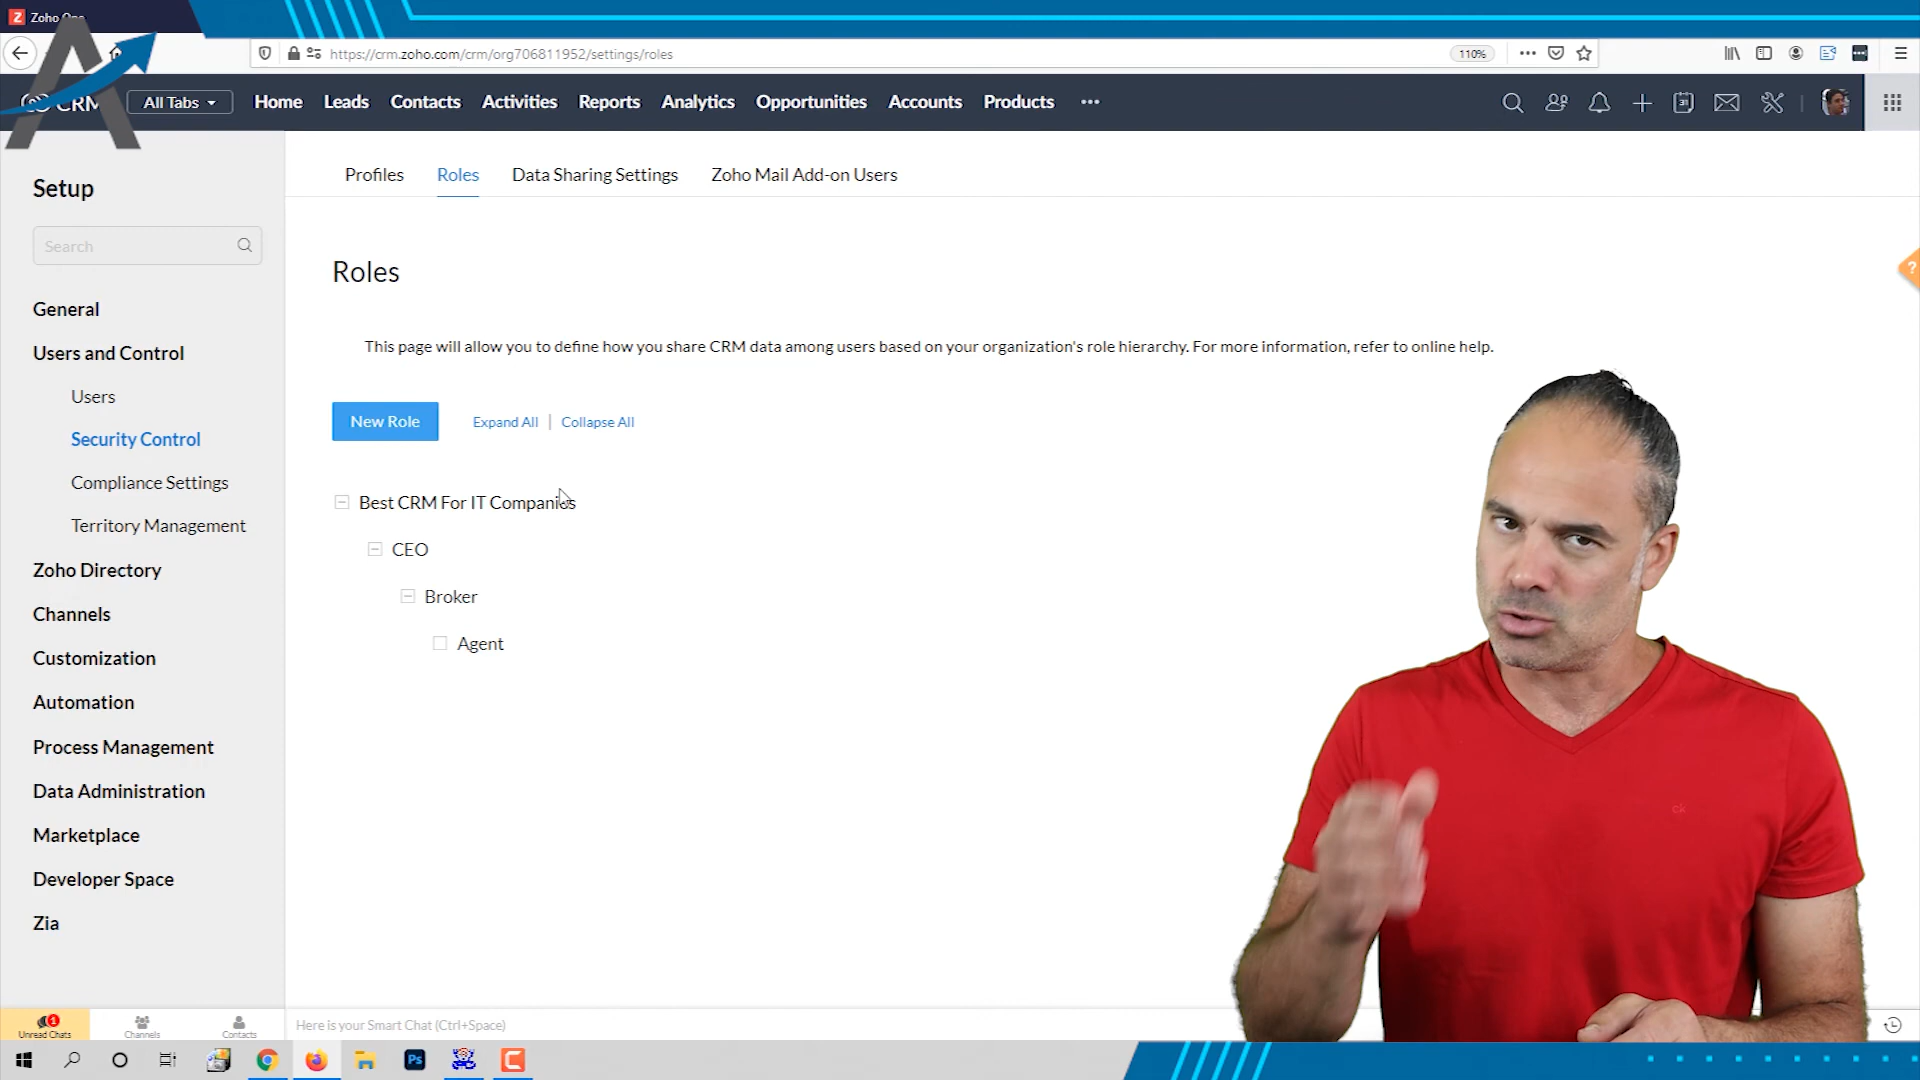 Zoho One
https://crm.zoho.com/crm/org706811952/settings/roles
110%
CRM
All Tabs
Home
Leads
Contacts
Activities
Reports
Analytics
Opportunities
Accounts
Products
Setup
Search
General
Users and Control
Users
Security Control
Compliance Settings
Territory Management
Zoho Directory
Channels
Customization
Automation
Process Management
Data Administration
Marketplace
Developer Space
Zia
Profiles
Roles
Data Sharing Settings
Zoho Mail Add-on Users
Roles
This page will allow you to define how you share CRM data among users based on your organization's role hierarchy. For more information, refer to online help.
New Role
Expand All | Collapse All
Best CRM For IT Companies
CEO
Broker
Agent
?
ck
1
Unread Chats
Channels
Contacts
Here is your Smart Chat (Ctrl+Space)
Ps